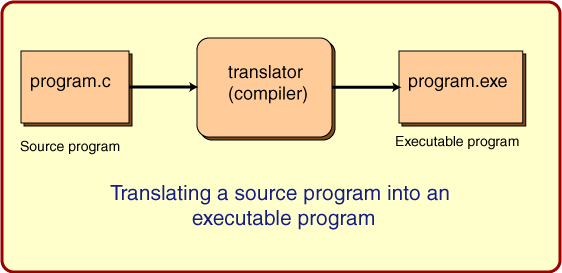 program.c
translator
(compiler)
program.exe
Source program
Executable program
Translating a source program into an
executable program